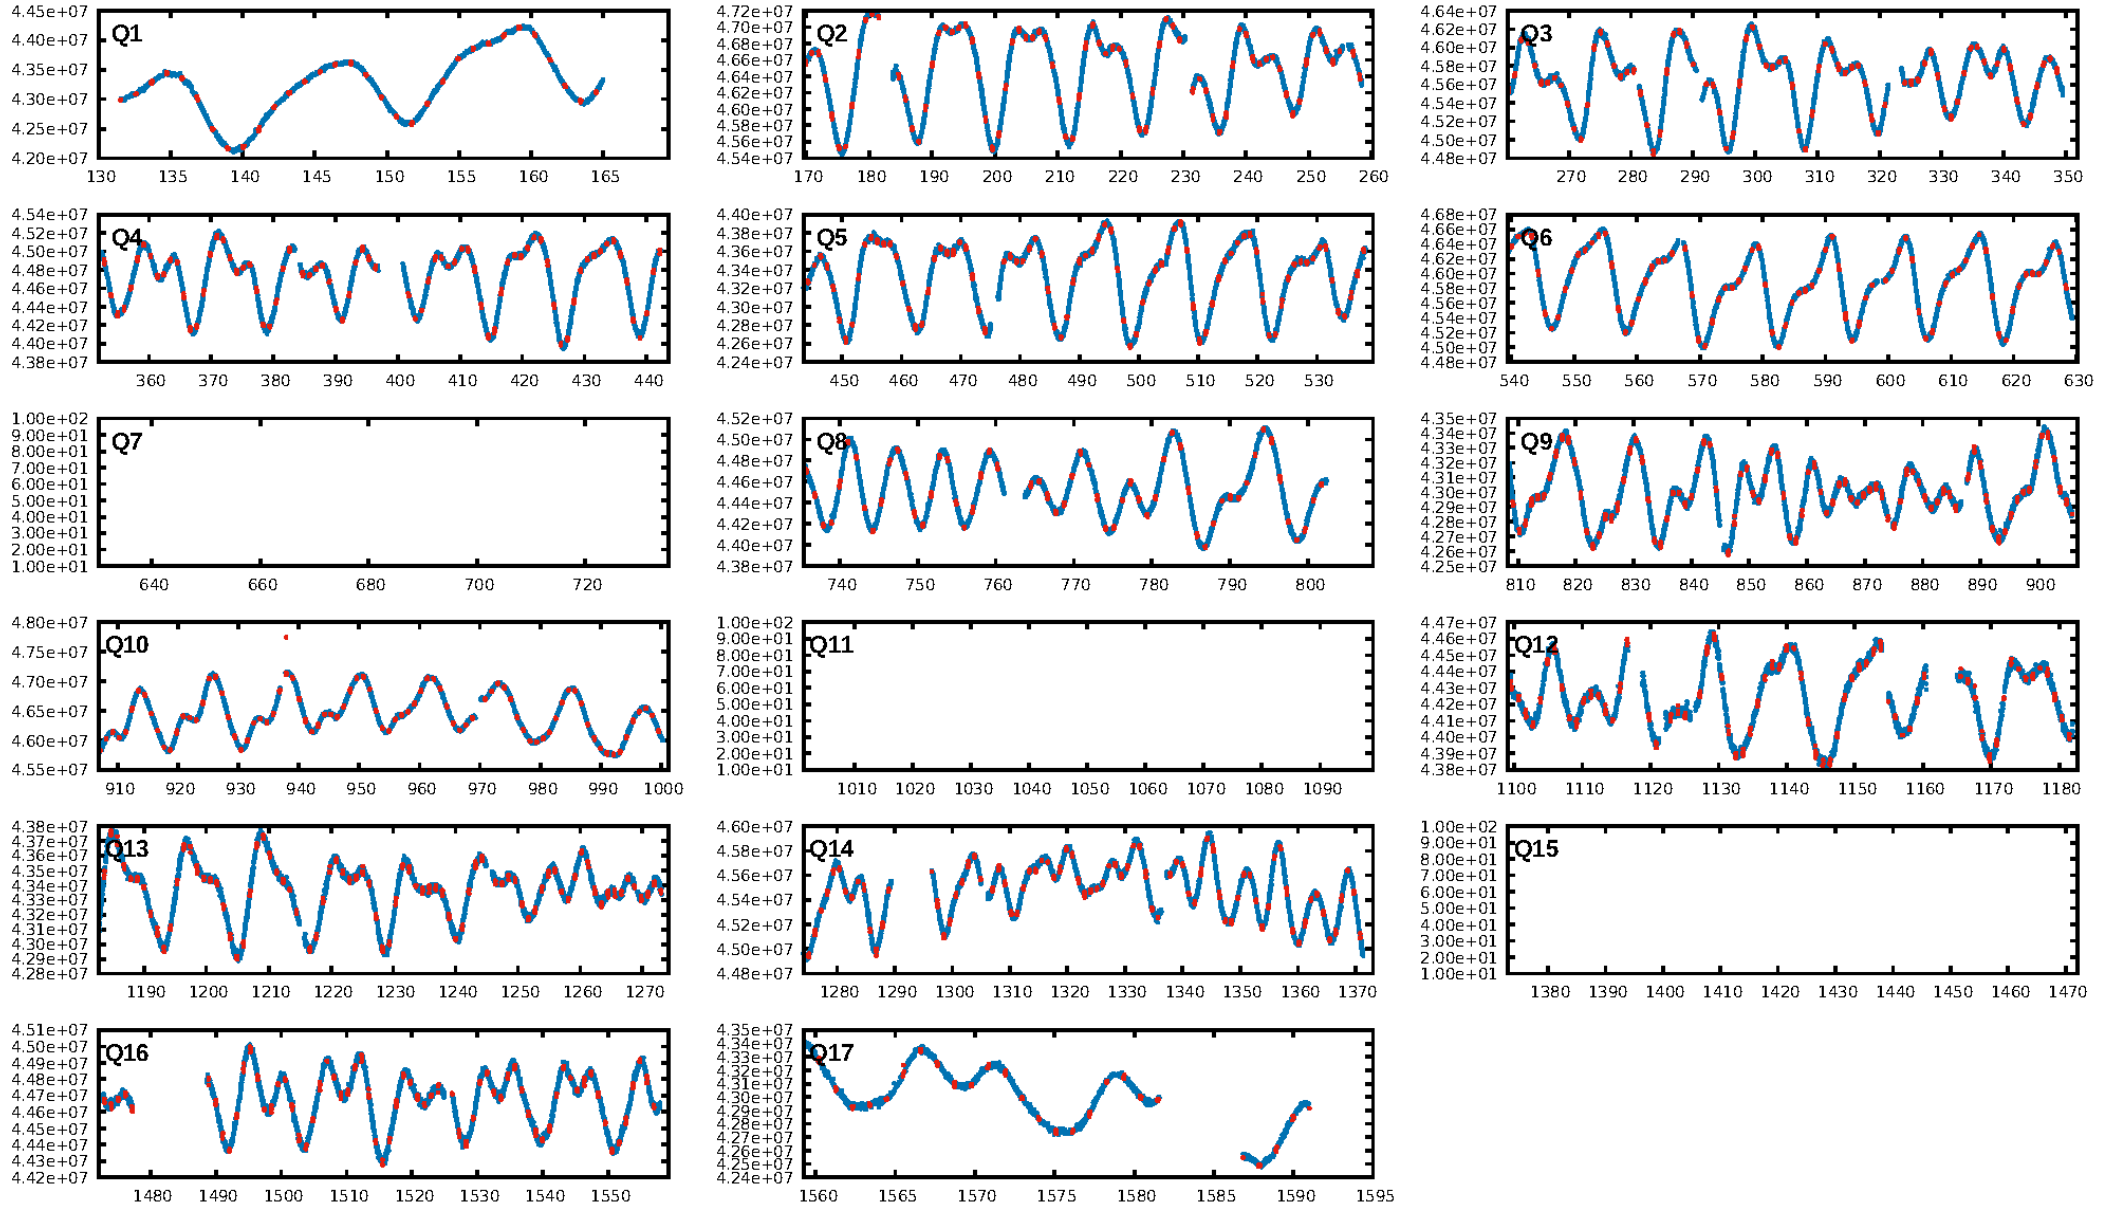 Q1
4.45e+07
4.40e+07
4.35e+07
4.30e+07
4.25e+07
4.20e+07
130 135 140 145 150 155 160 165
Q2
4.72e+07
4.70e+07
4.68e+07
4.66e+07
4.64e+07
4.62e+07
4.60e+07
4.58e+07
4.56e+07
4.54e+07
170 180 190 200 210 220 230 240 250 260
Q3
4.64e+07
4.62e+07
4.60e+07
4.58e+07
4.56e+07
4.54e+07
4.52e+07
4.50e+07
4.48e+07
270 280 290 300 310 320 330 340 350
Q4
4.54e+07
4.52e+07
4.50e+07
4.48e+07
4.46e+07
4.44e+07
4.42e+07
4.40e+07
4.38e+07
360 370 380 390 400 410 420 430 440
Q5
4.40e+07
4.38e+07
4.36e+07
4.34e+07
4.32e+07
4.30e+07
4.28e+07
4.26e+07
4.24e+07
450 460 470 480 490 500 510 520 530
Q6
4.68e+07
4.66e+07
4.64e+07
4.62e+07
4.60e+07
4.58e+07
4.56e+07
4.54e+07
4.52e+07
4.50e+07
4.48e+07
540 550 560 570 580 590 600 610 620 630
Q7
1.00e+02
9.00e+01
8.00e+01
7.00e+01
6.00e+01
5.00e+01
4.00e+01
3.00e+01
2.00e+01
1.00e+01
640 660 680 700 720
Q8
4.52e+07
4.50e+07
4.48e+07
4.46e+07
4.44e+07
4.42e+07
4.40e+07
4.38e+07
740 750 760 770 780 790 800
Q9
4.35e+07
4.34e+07
4.33e+07
4.32e+07
4.31e+07
4.30e+07
4.29e+07
4.28e+07
4.27e+07
4.26e+07
4.25e+07
810 820 830 840 850 860 870 880 890 900
Q10
4.80e+07
4.75e+07
4.70e+07
4.65e+07
4.60e+07
4.55e+07
910 920 930 940 950 960 970 980 990 1000
Q11
1.00e+02
9.00e+01
8.00e+01
7.00e+01
6.00e+01
5.00e+01
4.00e+01
3.00e+01
2.00e+01
1.00e+01
1010 1020 1030 1040 1050 1060 1070 1080 1090
Q12
4.47e+07
4.46e+07
4.45e+07
4.44e+07
4.43e+07
4.42e+07
4.41e+07
4.40e+07
4.39e+07
4.38e+07
1100 1110 1120 1130 1140 1150 1160 1170 1180
Q13
4.38e+07
4.37e+07
4.36e+07
4.35e+07
4.34e+07
4.33e+07
4.32e+07
4.31e+07
4.30e+07
4.29e+07
4.28e+07
1190 1200 1210 1220 1230 1240 1250 1260 1270
Q14
4.60e+07
4.58e+07
4.56e+07
4.54e+07
4.52e+07
4.50e+07
4.48e+07
1280 1290 1300 1310 1320 1330 1340 1350 1360 1370
Q15
1.00e+02
9.00e+01
8.00e+01
7.00e+01
6.00e+01
5.00e+01
4.00e+01
3.00e+01
2.00e+01
1.00e+01
1380 1390 1400 1410 1420 1430 1440 1450 1460 1470
Q16
4.51e+07
4.50e+07
4.49e+07
4.48e+07
4.47e+07
4.46e+07
4.45e+07
4.44e+07
4.43e+07
4.42e+07
1480 1490 1500 1510 1520 1530 1540 1550
Q17
4.35e+07
4.34e+07
4.33e+07
4.32e+07
4.31e+07
4.30e+07
4.29e+07
4.28e+07
4.27e+07
4.26e+07
4.25e+07
4.24e+07
1560 1565 1570 1575 1580 1585 1590 1595